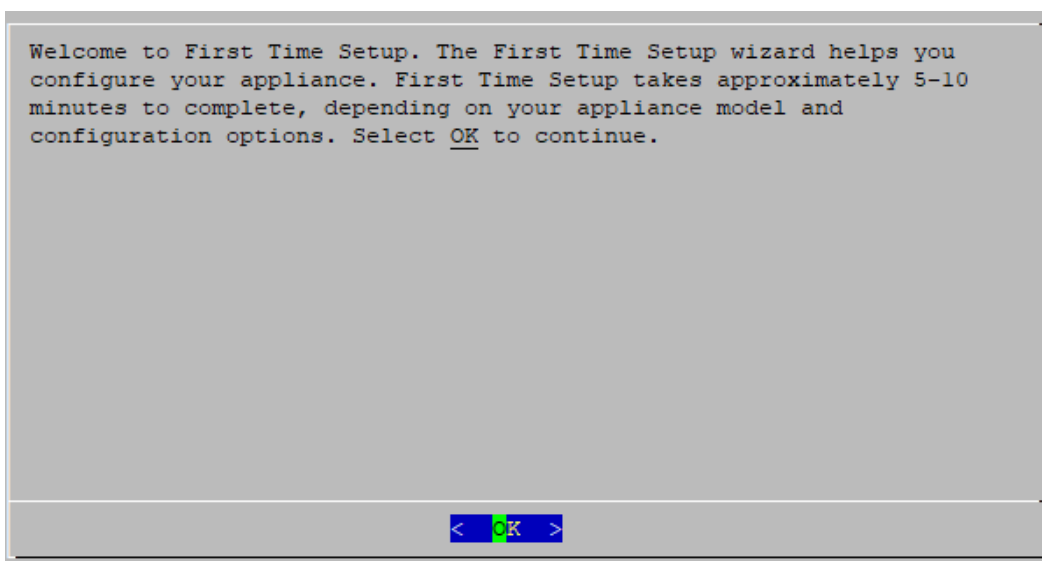 Welcome to First Time Setup. The First Time Setup wizard helps you
configure your appliance. First Time Setup takes approximately 5-10
minutes to complete, depending on your appliance model and
configuration options. Select OK to continue.
< OK >